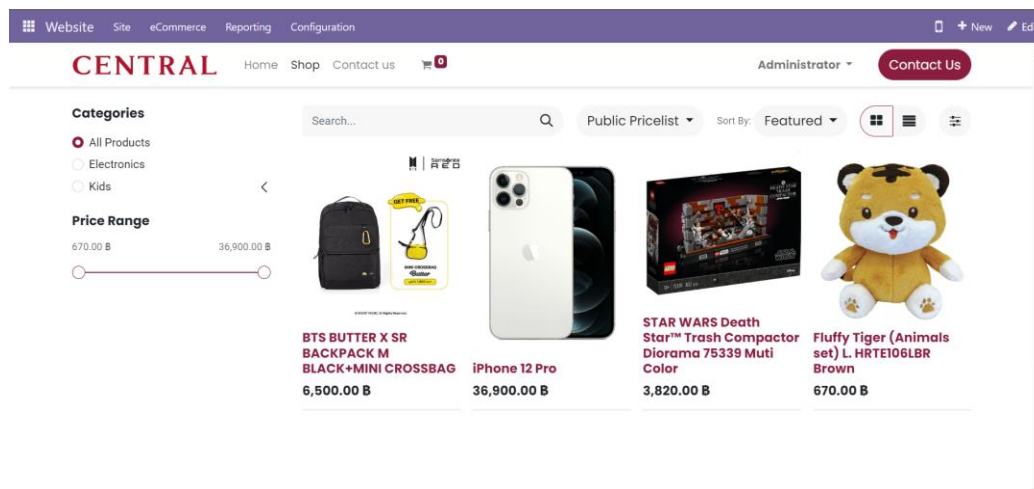 Website Site eCommerce Reporting Configuration + New
CENTRAL Home Shop Contact us 0 Administrator Contact Us
Categories
All Products
Electronics
Kids
Price Range
670.00 ฿ 36,900.00 ฿
Search... Public Pricelist Sort By: Featured
GET FREE
MINI CROSSBAG
Butter
BTS BUTTER X SR
BACKPACK M
BLACK+MINI CROSSBAG
6,500.00 ฿
iPhone 12 Pro
36,900.00 ฿
STAR WARS Death
Star™ Trash Compactor
Diorama 75339 Muti
Color
3,820.00 ฿
Fluffy Tiger (Animals
set) L. HRTE106LBR
Brown
670.00 ฿